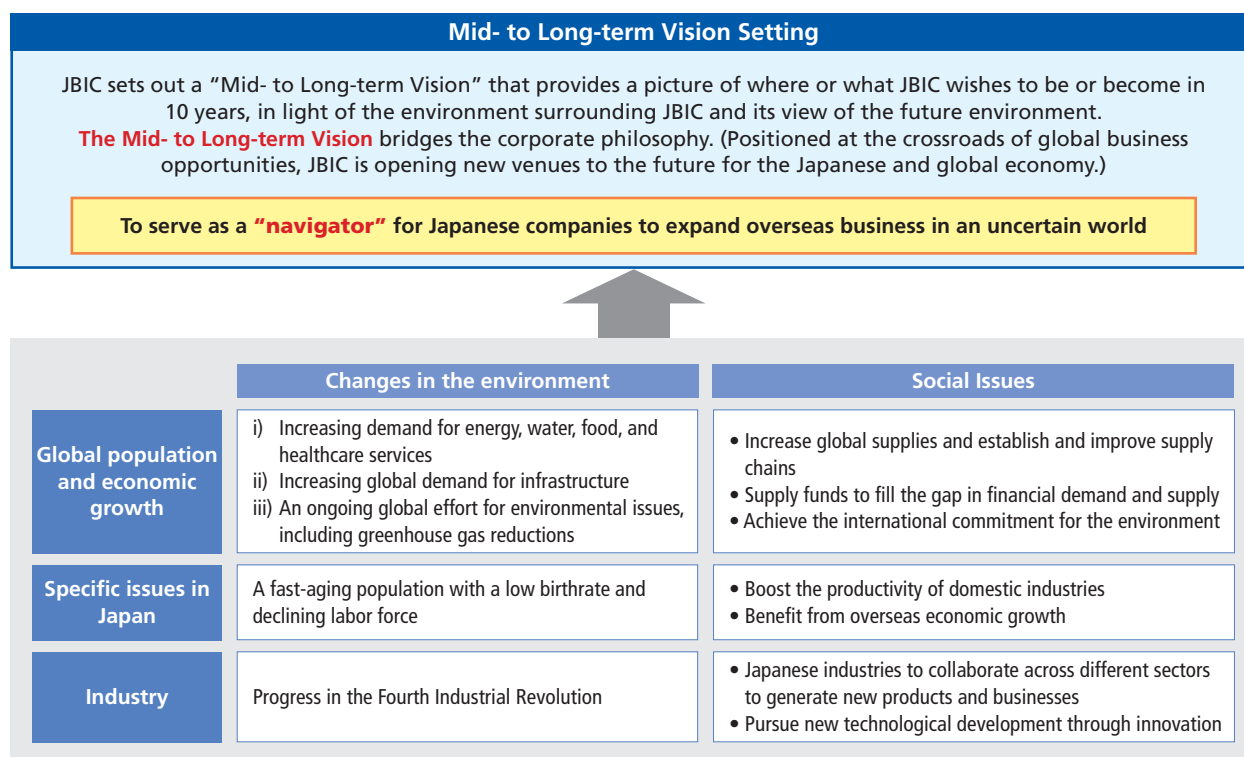 Mid- to Long-term Vision Setting
JBIC sets out a “Mid- to Long-term Vision” that provides a picture of where or what JBIC wishes to be or become in
10 years, in light of the environment surrounding JBIC and its view of the future environment.
The Mid- to Long-term Vision bridges the corporate philosophy. (Positioned at the crossroads of global business
opportunities, JBIC is opening new venues to the future for the Japanese and global economy.)
To serve as a “navigator” for Japanese companies to expand overseas business in an uncertain world
Changes in the environment
Social Issues
Global population
and economic
growth
i) Increasing demand for energy, water, food, and
healthcare services
ii) Increasing global demand for infrastructure
iii) An ongoing global effort for environmental issues,
including greenhouse gas reductions
• Increase global supplies and establish and improve supply
chains
• Supply funds to fill the gap in financial demand and supply
• Achieve the international commitment for the environment
Specific issues in
Japan
A fast-aging population with a low birthrate and
declining labor force
• Boost the productivity of domestic industries
• Benefit from overseas economic growth
Industry
Progress in the Fourth Industrial Revolution
• Japanese industries to collaborate across different sectors
to generate new products and businesses
• Pursue new technological development through innovation